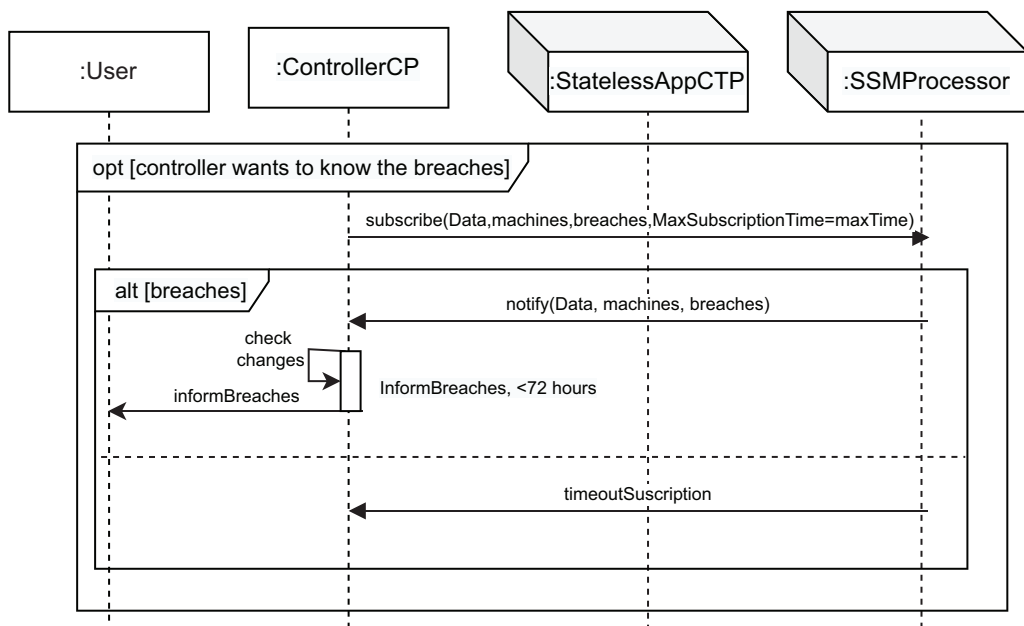 :User
:ControllerCP
:StatelessAppCTP
:SSMProcessor
opt [controller wants to know the breaches]
subscribe(Data,machines,breaches,MaxSubscriptionTime=maxTime)
alt [breaches]
notify(Data, machines, breaches)
check
changes
InformBreaches, <72 hours
informBreaches
timeoutSuscription